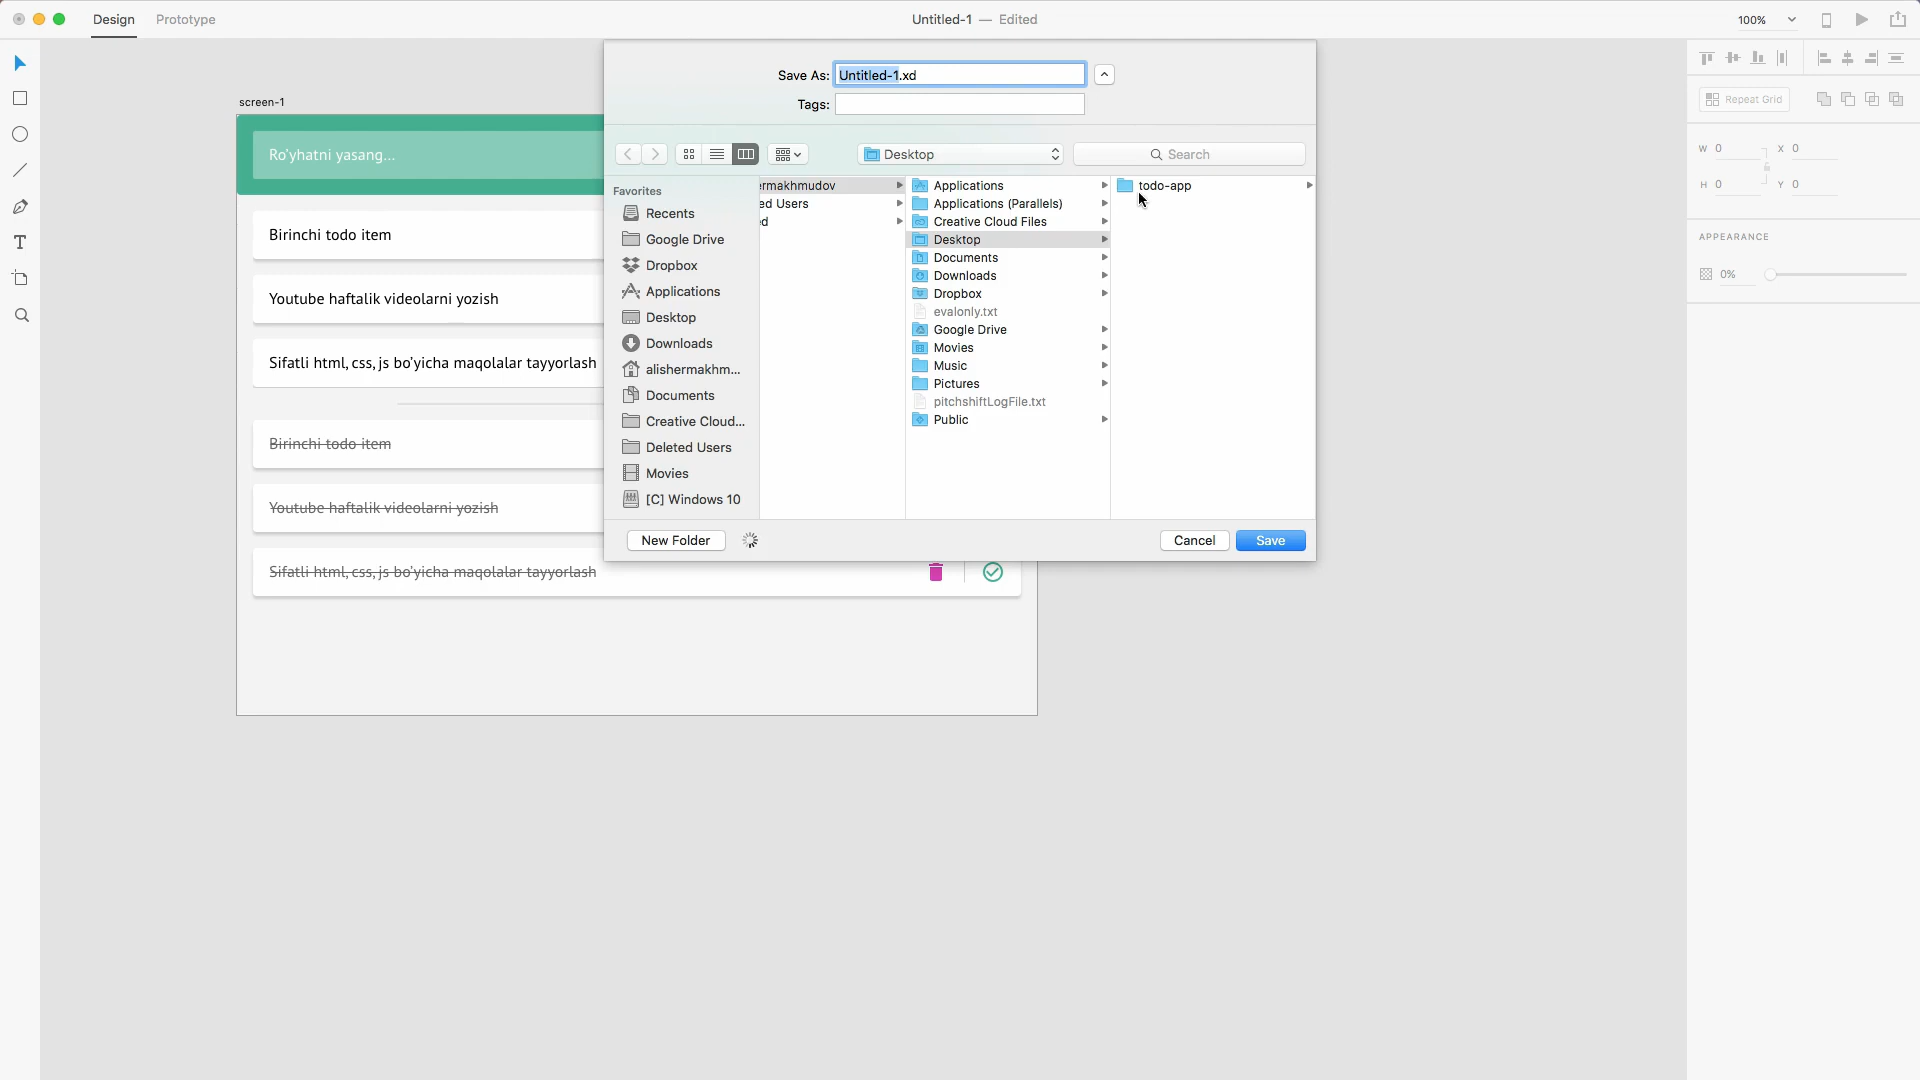 Design Prototype Untitled-1 — Edited 100%
Save As: Untitled-1.xd
Tags:
Desktop
Search
Favorites
Recents
Google Drive
Dropbox
Applications
Desktop
Downloads
alishermakhm...
Documents
Creative Cloud...
Deleted Users
Movies
[C] Windows 10
ermakhmudov
ed Users
ed
Applications
Applications (Parallels)
Creative Cloud Files
Desktop
Documents
Downloads
Dropbox
evalonly.txt
Google Drive
Movies
Music
Pictures
pitchshiftLogFile.txt
Public
todo-app
New Folder
Cancel
Save
screen-1
Ro'yhatni yasang...
Birinchi todo item
Youtube haftalik videolarni yozish
Sifatli html, css, js bo'yicha maqolalar tayyorlash
Birinchi todo item
Youtube haftalik videolarni yozish
Sifatli html, css, js bo'yicha maqolalar tayyorlash
Repeat Grid
W 0 X 0
H 0 Y 0
APPEARANCE
0%